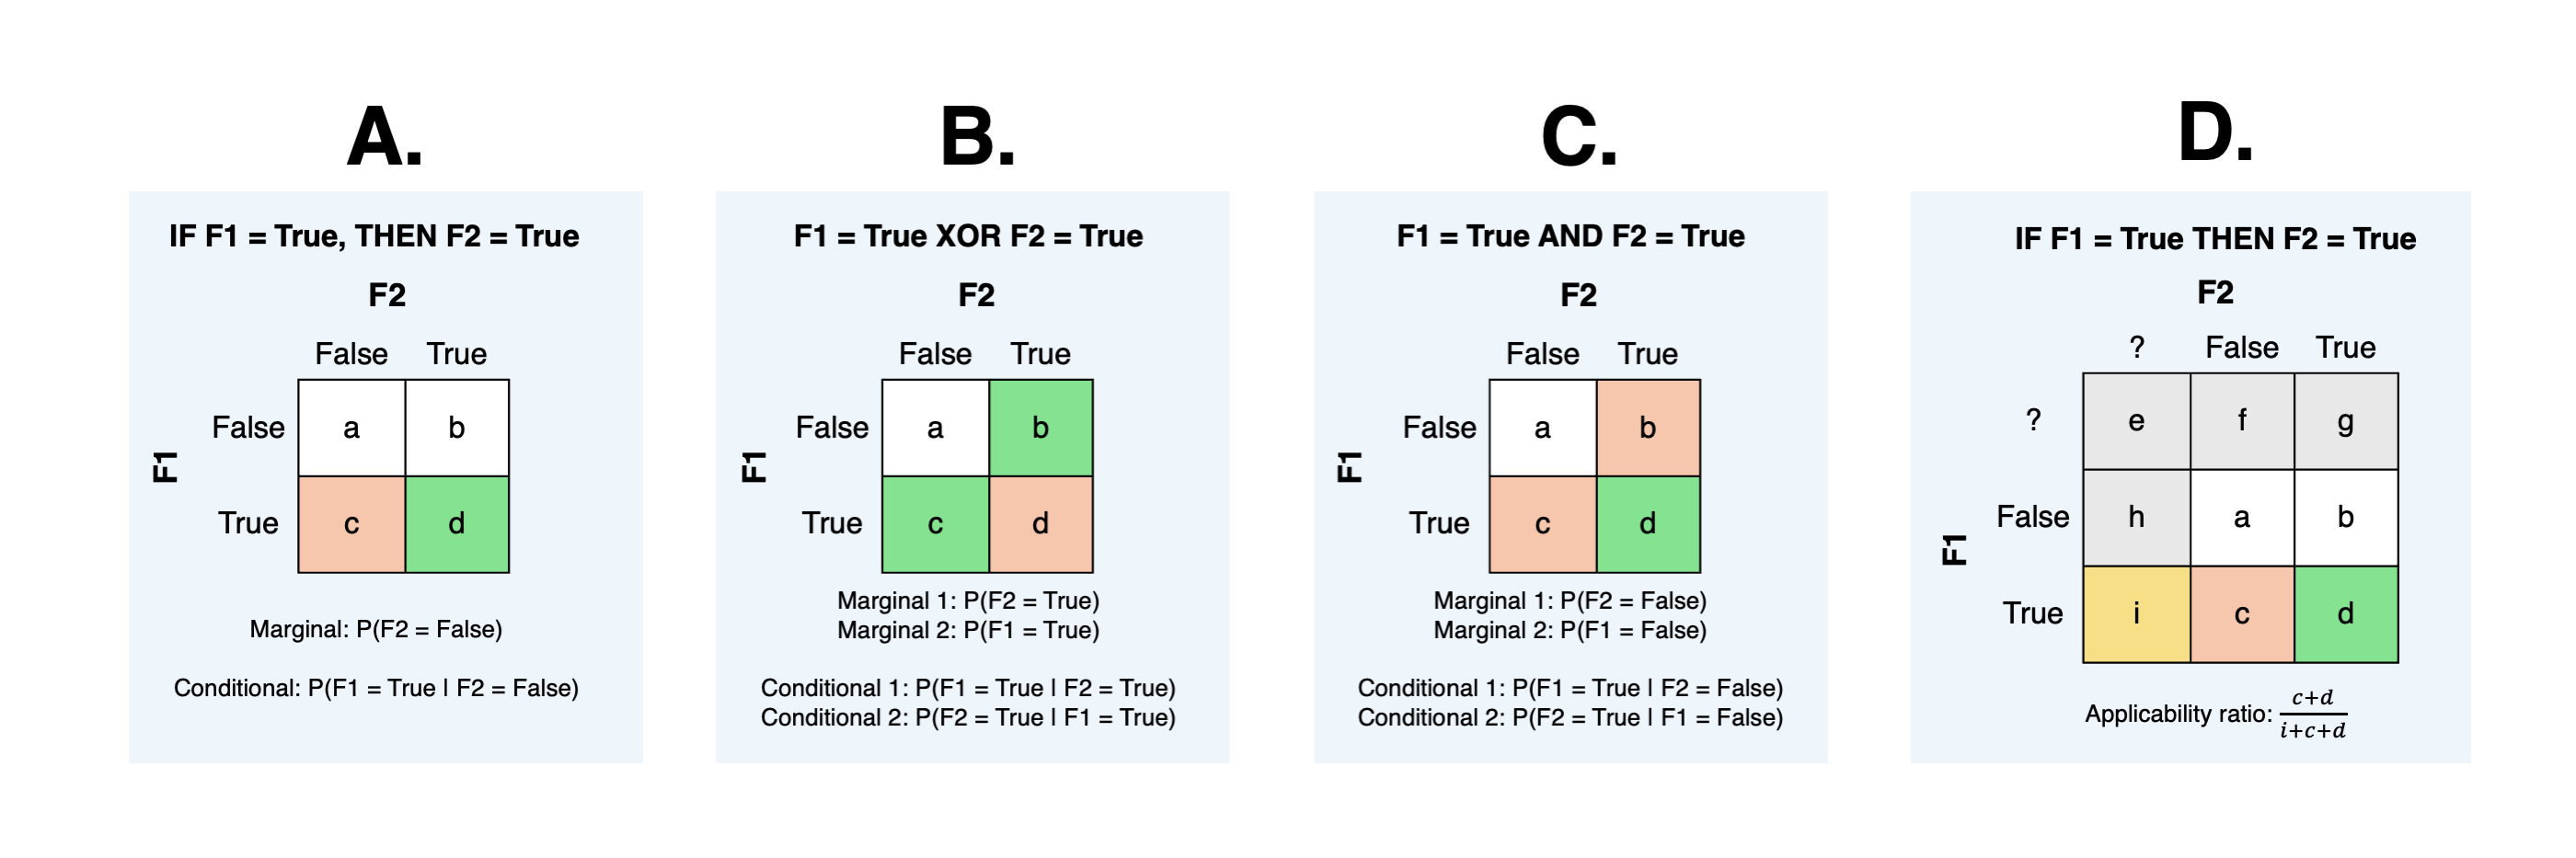 A.
IF F1 = True, THEN F2 = True
F2
False True
F1
False a b
True c d
Marginal: P(F2 = False)
Conditional: P(F1 = True | F2 = False)
B.
F1 = True XOR F2 = True
F2
False True
F1
False a b
True c d
Marginal 1: P(F2 = True)
Marginal 2: P(F1 = True)
Conditional 1: P(F1 = True | F2 = True)
Conditional 2: P(F2 = True | F1 = True)
C.
F1 = True AND F2 = True
F2
False True
F1
False a b
True c d
Marginal 1: P(F2 = False)
Marginal 2: P(F1 = False)
Conditional 1: P(F1 = True | F2 = False)
Conditional 2: P(F2 = True | F1 = False)
D.
IF F1 = True THEN F2 = True
F2
? False True
F1
? e f g
False h a b
True i c d
Applicability ratio: c+d
i+c+d